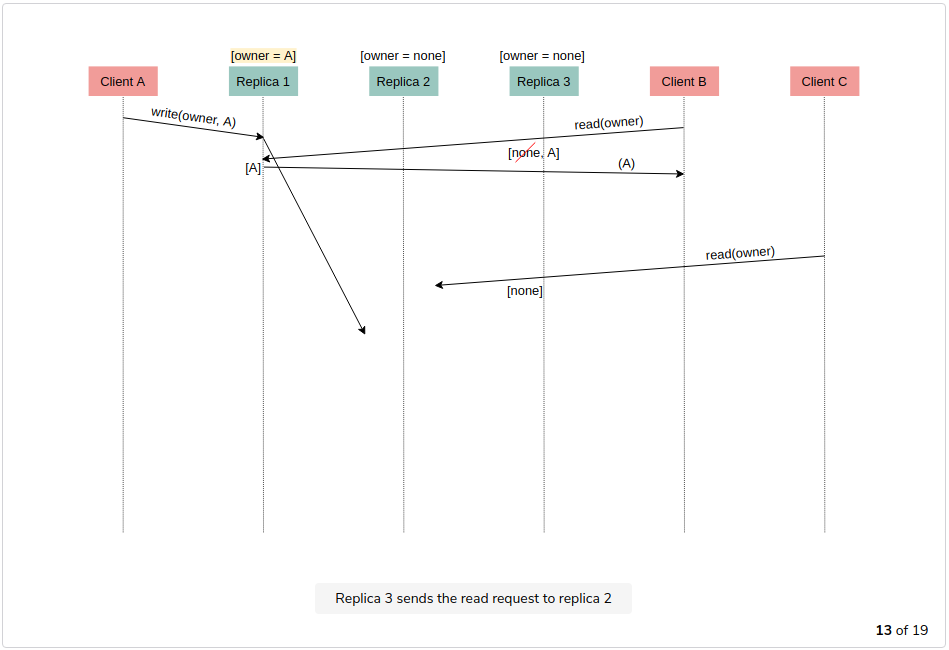 [owner = A]
[owner = none]
[owner = none]
Client A
Replica 1
Replica 2
Replica 3
Client B
Client C
write(owner, A)
read(owner)
[none, A]
[A]
(A)
read(owner)
[none]
Replica 3 sends the read request to replica 2
13 of 19